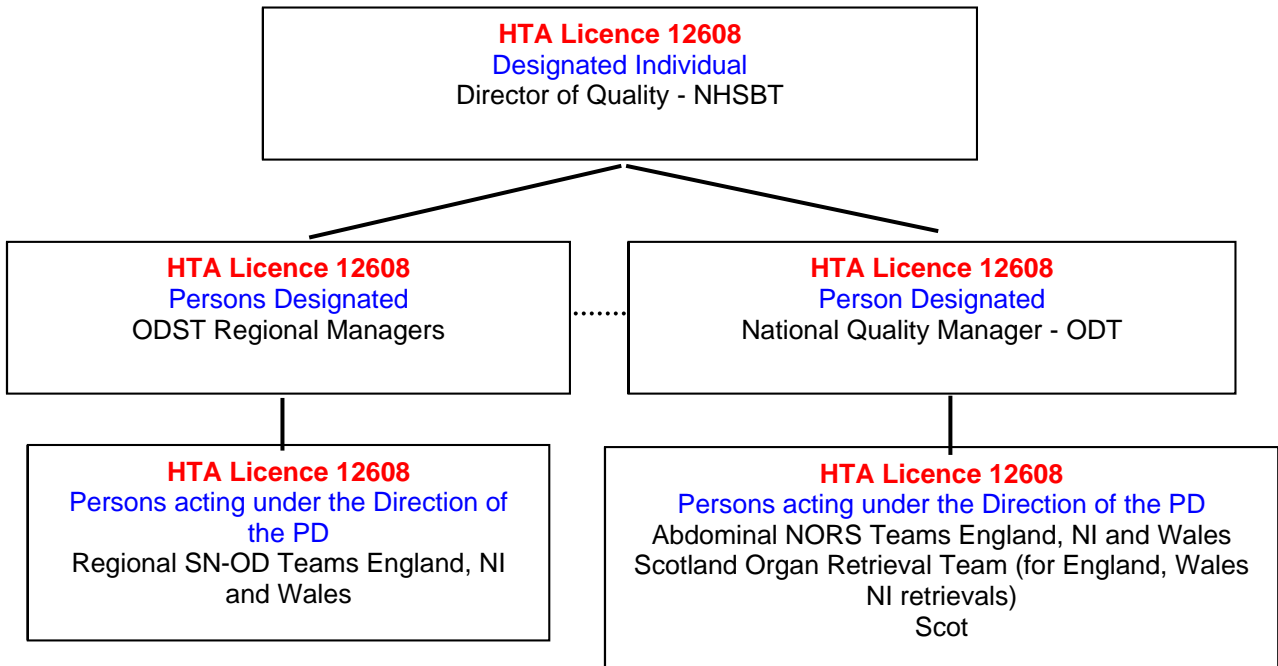 HTA Licence 12608
Designated Individual
Director of Quality - NHSBT
HTA Licence 12608
Persons Designated
ODST Regional Managers
HTA Licence 12608
Person Designated
National Quality Manager - ODT
HTA Licence 12608
Persons acting under the Direction of
the PD
Regional SN-OD Teams England, NI
and Wales
HTA Licence 12608
Persons acting under the Direction of the PD
Abdominal NORS Teams England, NI and Wales
Scotland Organ Retrieval Team (for England, Wales
NI retrievals)
Scot